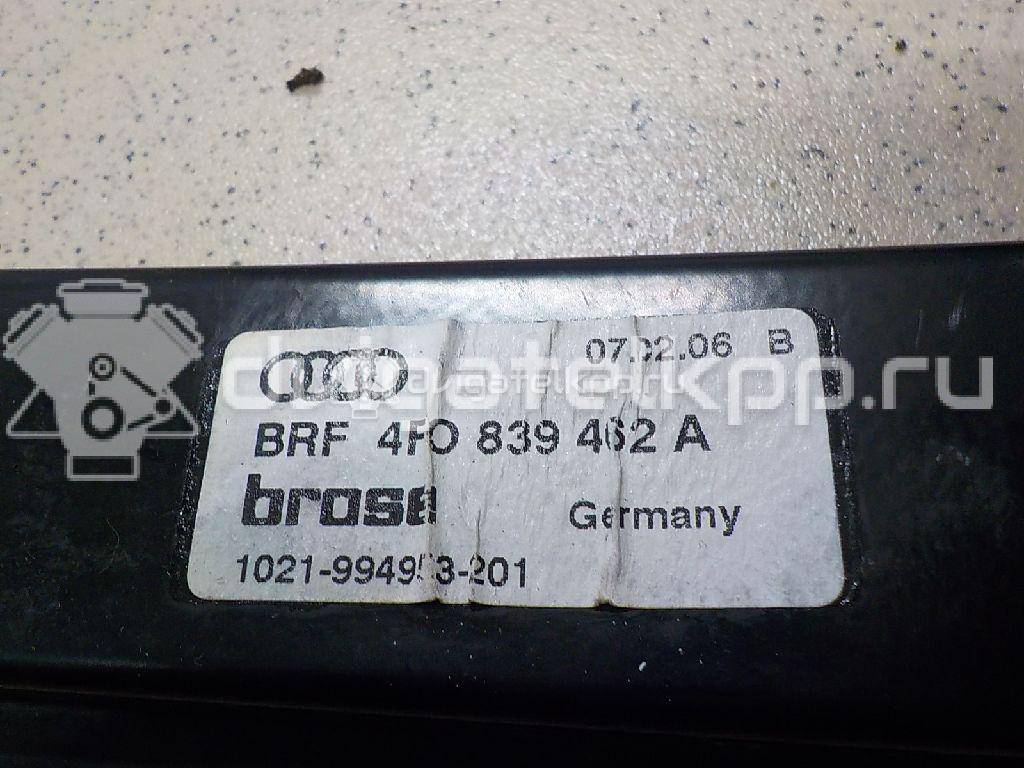 07.02.06 B
BRF 4F0 839 462 A
brose
Germany
1021-994953-201
dvigatelkpp.ru